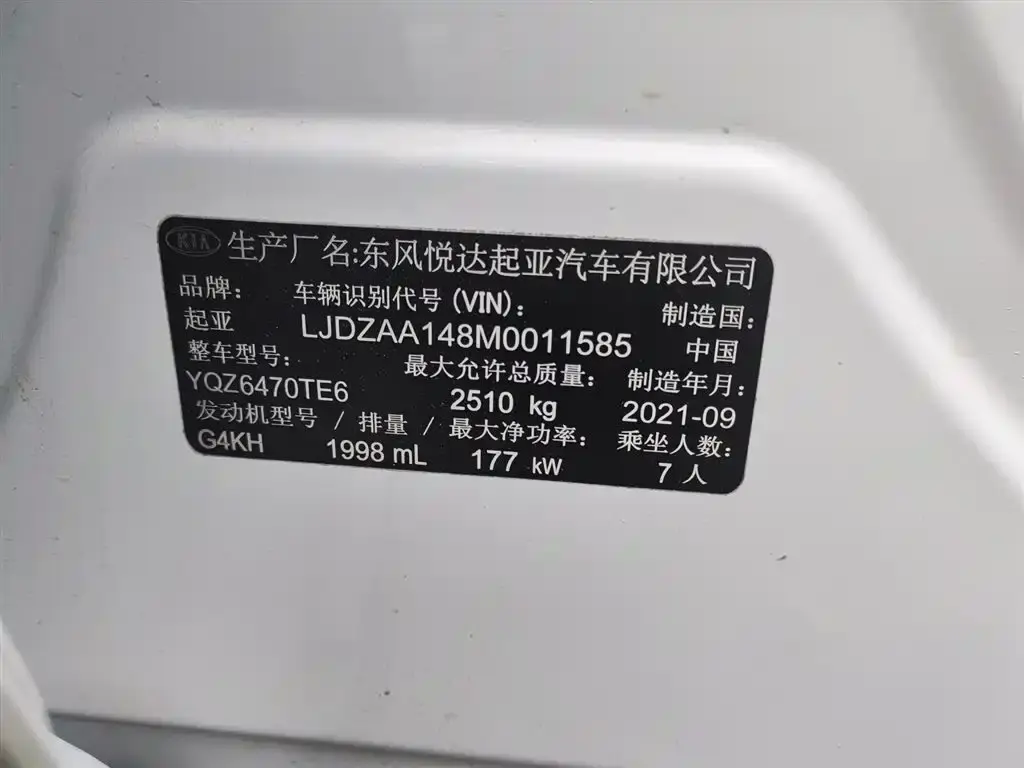 KIA 生产厂名:东风悦达起亚汽车有限公司
品牌: 车辆识别代号(VIN): 制造国:
起亚 LJDZAA148M0011585 中国
整车型号: 最大允许总质量: 制造年月:
YQZ6470TE6 2510 kg 2021-09
发动机型号 / 排量 / 最大净功率: 乘坐人数:
G4KH 1998 mL 177 kW 7 人